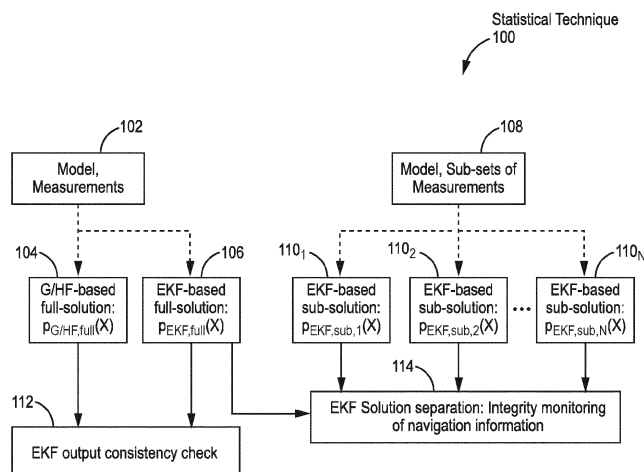 Statistical Technique
100
102
Model,
Measurements
108
Model, Sub-sets of
Measurements
104
G/HF-based
full-solution:
pG/HF,full(X)
106
EKF-based
full-solution:
pEKF,full(X)
110₁
EKF-based
sub-solution:
pEKF,sub,1(X)
110₂
EKF-based
sub-solution:
pEKF,sub,2(X)
•••
110N
EKF-based
sub-solution:
pEKF,sub,N(X)
112
EKF output consistency check
114
EKF Solution separation: Integrity monitoring
of navigation information